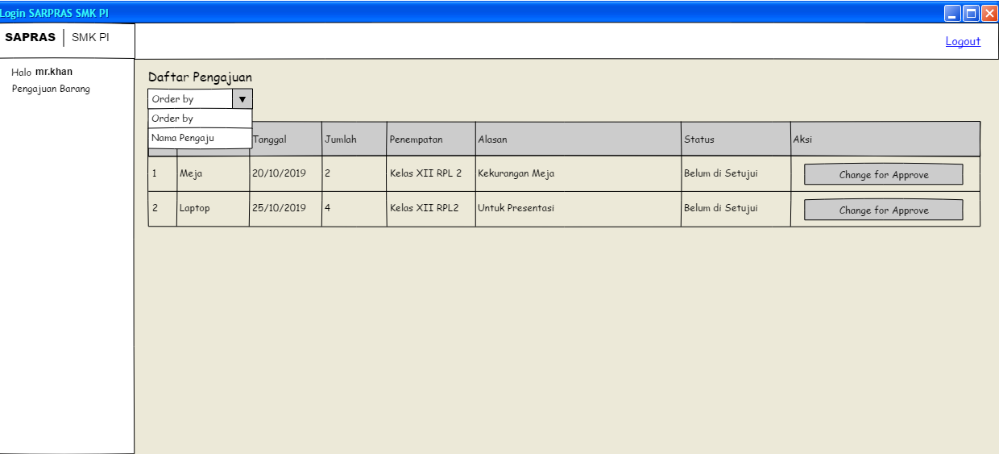 Login SARPRAS SMK PI
SAPRAS | SMK PI
Logout
Halo mr.khan
Pengajuan Barang
Daftar Pengajuan
Order by
Order by
Nama Pengaju
Tanggal Jumlah Penempatan Alasan Status Aksi
1 Meja 20/10/2019 2 Kelas XII RPL 2 Kekurangan Meja Belum di Setujui Change for Approve
2 Laptop 25/10/2019 4 Kelas XII RPL2 Untuk Presentasi Belum di Setujui Change for Approve